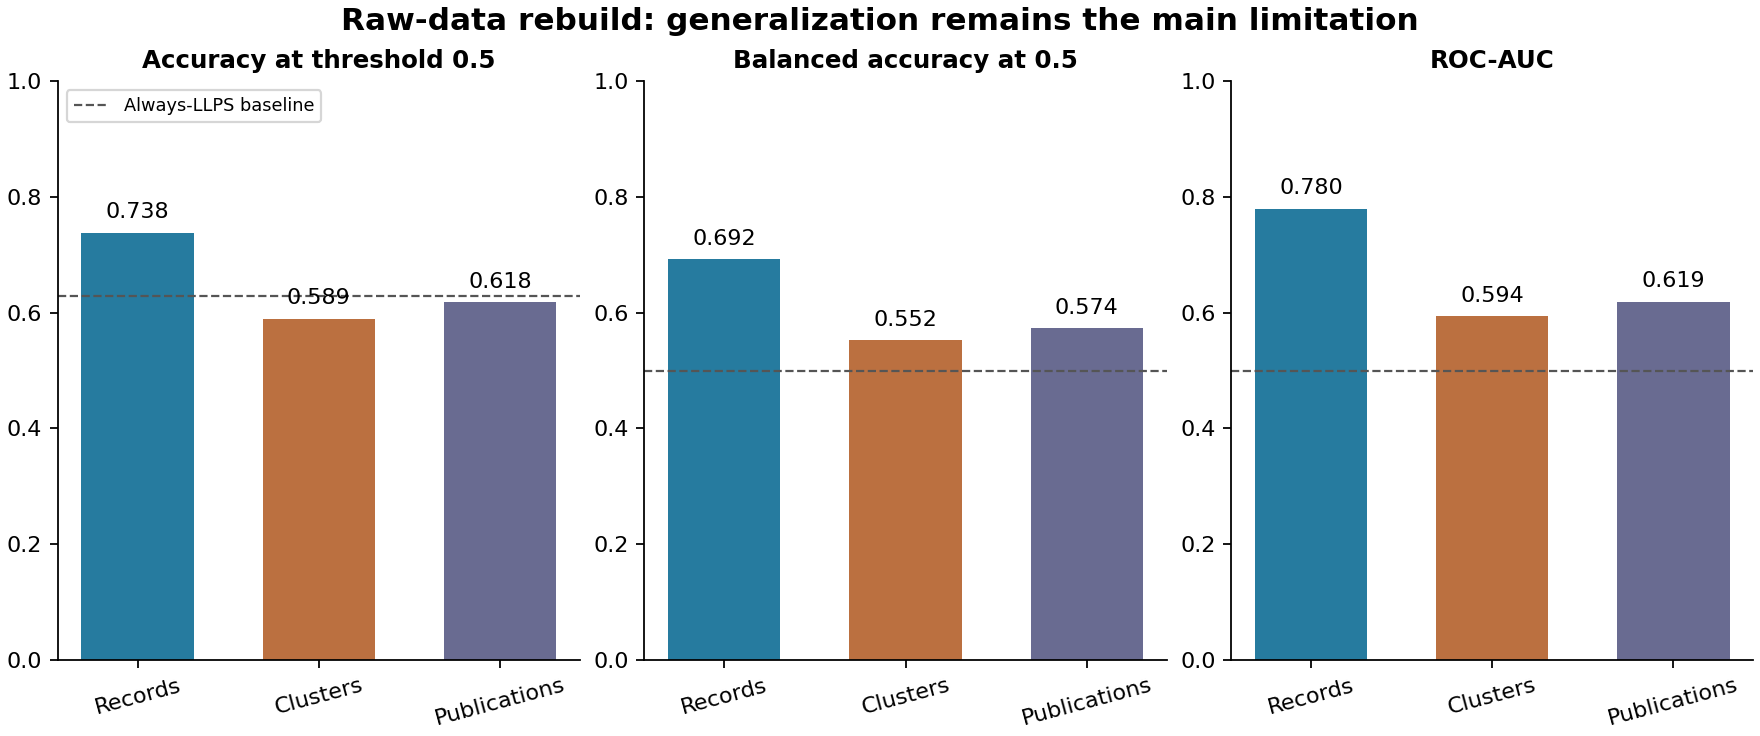 Raw-data rebuild: generalization remains the main limitation
Accuracy at threshold 0.5
1.0
0.8
0.6
0.4
0.2
0.0
Always-LLPS baseline
0.738
0.589
0.618
Records
Clusters
Publications
Balanced accuracy at 0.5
1.0
0.8
0.6
0.4
0.2
0.0
0.692
0.552
0.574
Records
Clusters
Publications
ROC-AUC
1.0
0.8
0.6
0.4
0.2
0.0
0.780
0.594
0.619
Records
Clusters
Publications